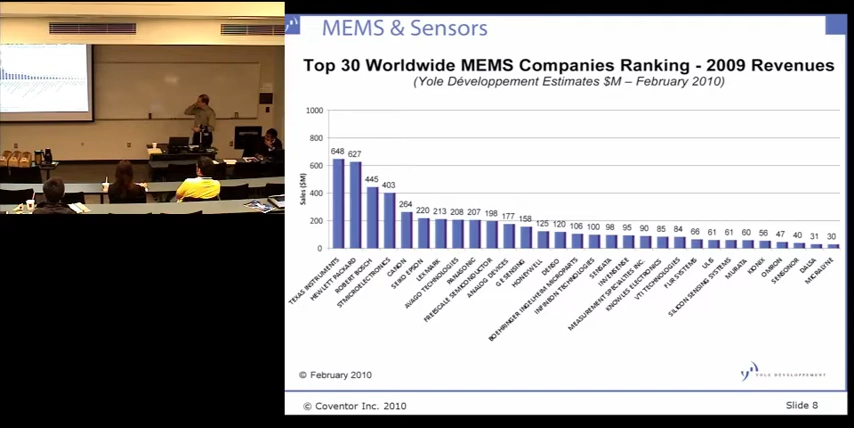 MEMS & Sensors
Top 30 Worldwide MEMS Companies Ranking - 2009 Revenues
(Yole Développement Estimates $M – February 2010)
Sales ($M)
1000
800
600
400
200
0
648 627 445 403 264 220 213 208 207 198 177 158 125 120 106 100 98 95 90 85 84 66 61 61 60 56 47 40 31 30
TEXAS INSTRUMENTS
HEWLETT PACKARD
ROBERT BOSCH
STMICROELECTRONICS
CANON
SEIKO EPSON
LEXMARK
AVAGO TECHNOLOGIES
PANASONIC
FREESCALE SEMICONDUCTOR
ANALOG DEVICES
GE SENSING
HONEYWELL
DENSO
BOEHRINGER INGELHEIM MICROPARTS
INFINEON TECHNOLOGIES
SENSATA
INVENSENSE
MEASUREMENT SPECIALTIES INC.
KNOWLES ELECTRONICS
VTI TECHNOLOGIES
FLIR SYSTEMS
ULIS
SILICON SENSING SYSTEMS
MURATA
KIONIX
OMRON
SENSONOR
DALSA
MICRALYNE
© February 2010
YOLE DÉVELOPPEMENT
© Coventor Inc. 2010
Slide 8